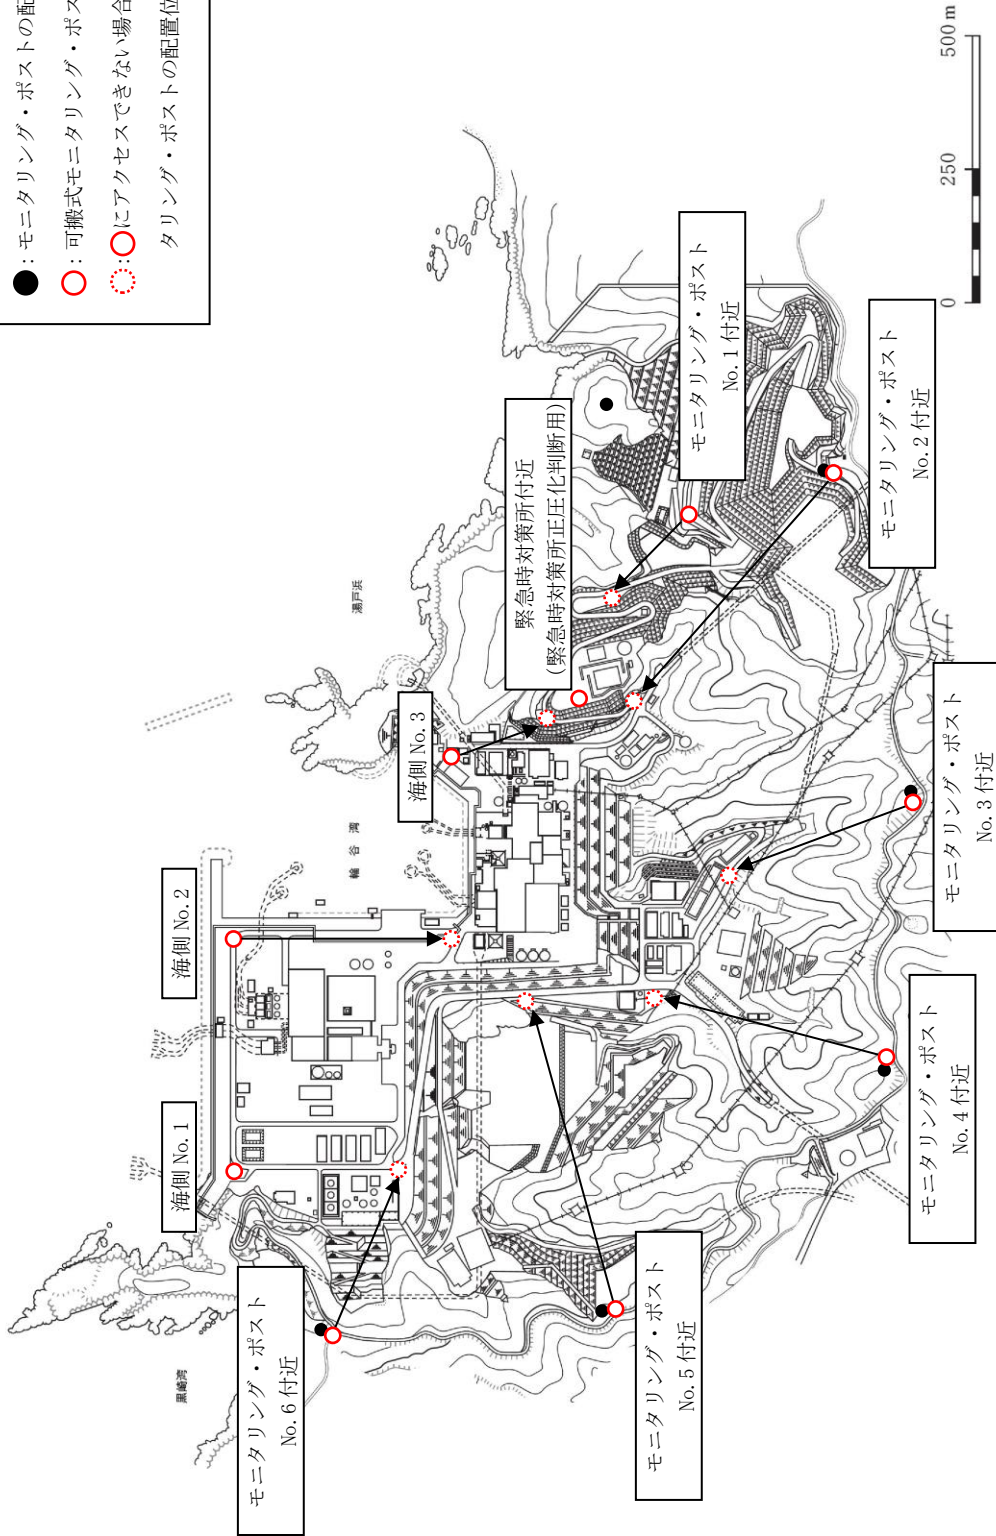 ●:モニタリング・ポストの配
○:可搬式モニタリング・ポス
○:○にアクセスできない場合
タリング・ポストの配置位
モニタリング・ポスト
No.6 付近
海側 No.1
海側 No.2
海側 No.3
緊急時対策所付近
(緊急時対策所正圧化判断用)
モニタリング・ポスト
No.1 付近
モニタリング・ポスト
No.2 付近
モニタリング・ポスト
No.3 付近
モニタリング・ポスト
No.4 付近
モニタリング・ポスト
No.5 付近
黒崎湾
輪谷湾
湯戸浜
0 250 500 m